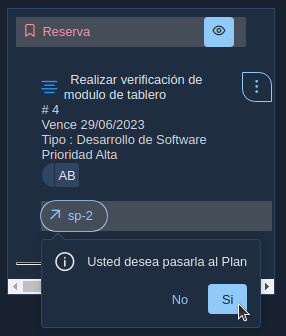 Reserva
Realizar verificación de
modulo de tablero
# 4
Vence 29/06/2023
Tipo : Desarrollo de Software
Prioridad Alta
AB
sp-2
Usted desea pasarla al Plan
No
Si